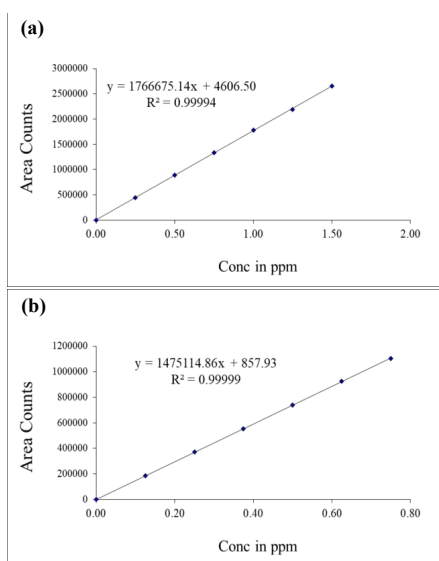 (a)
y = 1766675.14x + 4606.50
R² = 0.99994
3000000
2500000
2000000
1500000
1000000
500000
0
Area Counts
0.00 0.50 1.00 1.50 2.00
Conc in ppm
(b)
y = 1475114.86x + 857.93
R² = 0.99999
1200000
1000000
800000
600000
400000
200000
0
Area Counts
0.00 0.20 0.40 0.60 0.80
Conc in ppm